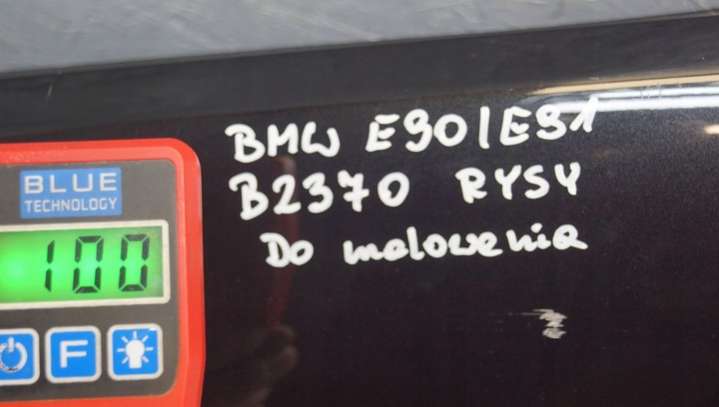 BMW E90/E91
B2370 RYSY
Do malowania
BLUE
TECHNOLOGY
100
F